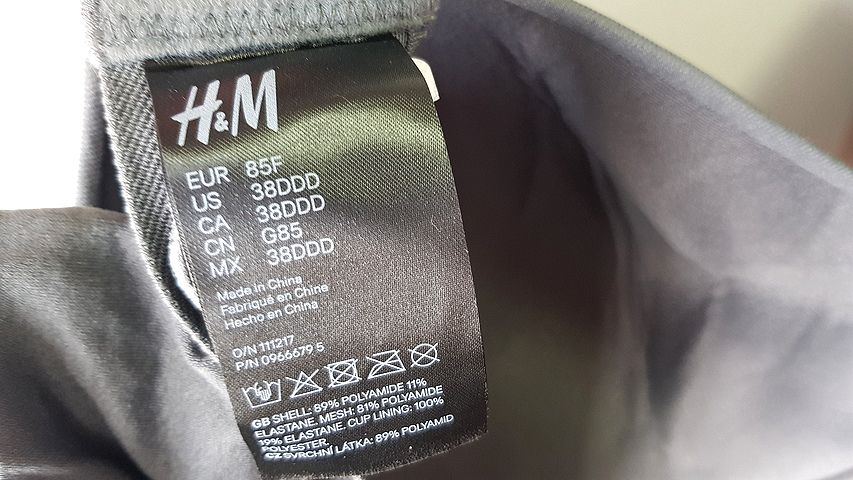 H&M
EUR 85F
US 38DDD
CA 38DDD
CN G85
MX 38DDD
Made in China
Fabriqué en Chine
Hecho en China
O/N 111217
P/N 0966679 5
GB SHELL: 89% POLYAMIDE 11%
ELASTANE. MESH: 81% POLYAMIDE
19% ELASTANE. CUP LINING: 100%
POLYESTER.
CZ SVRCHNÍ LÁTKA: 89% POLYAMID